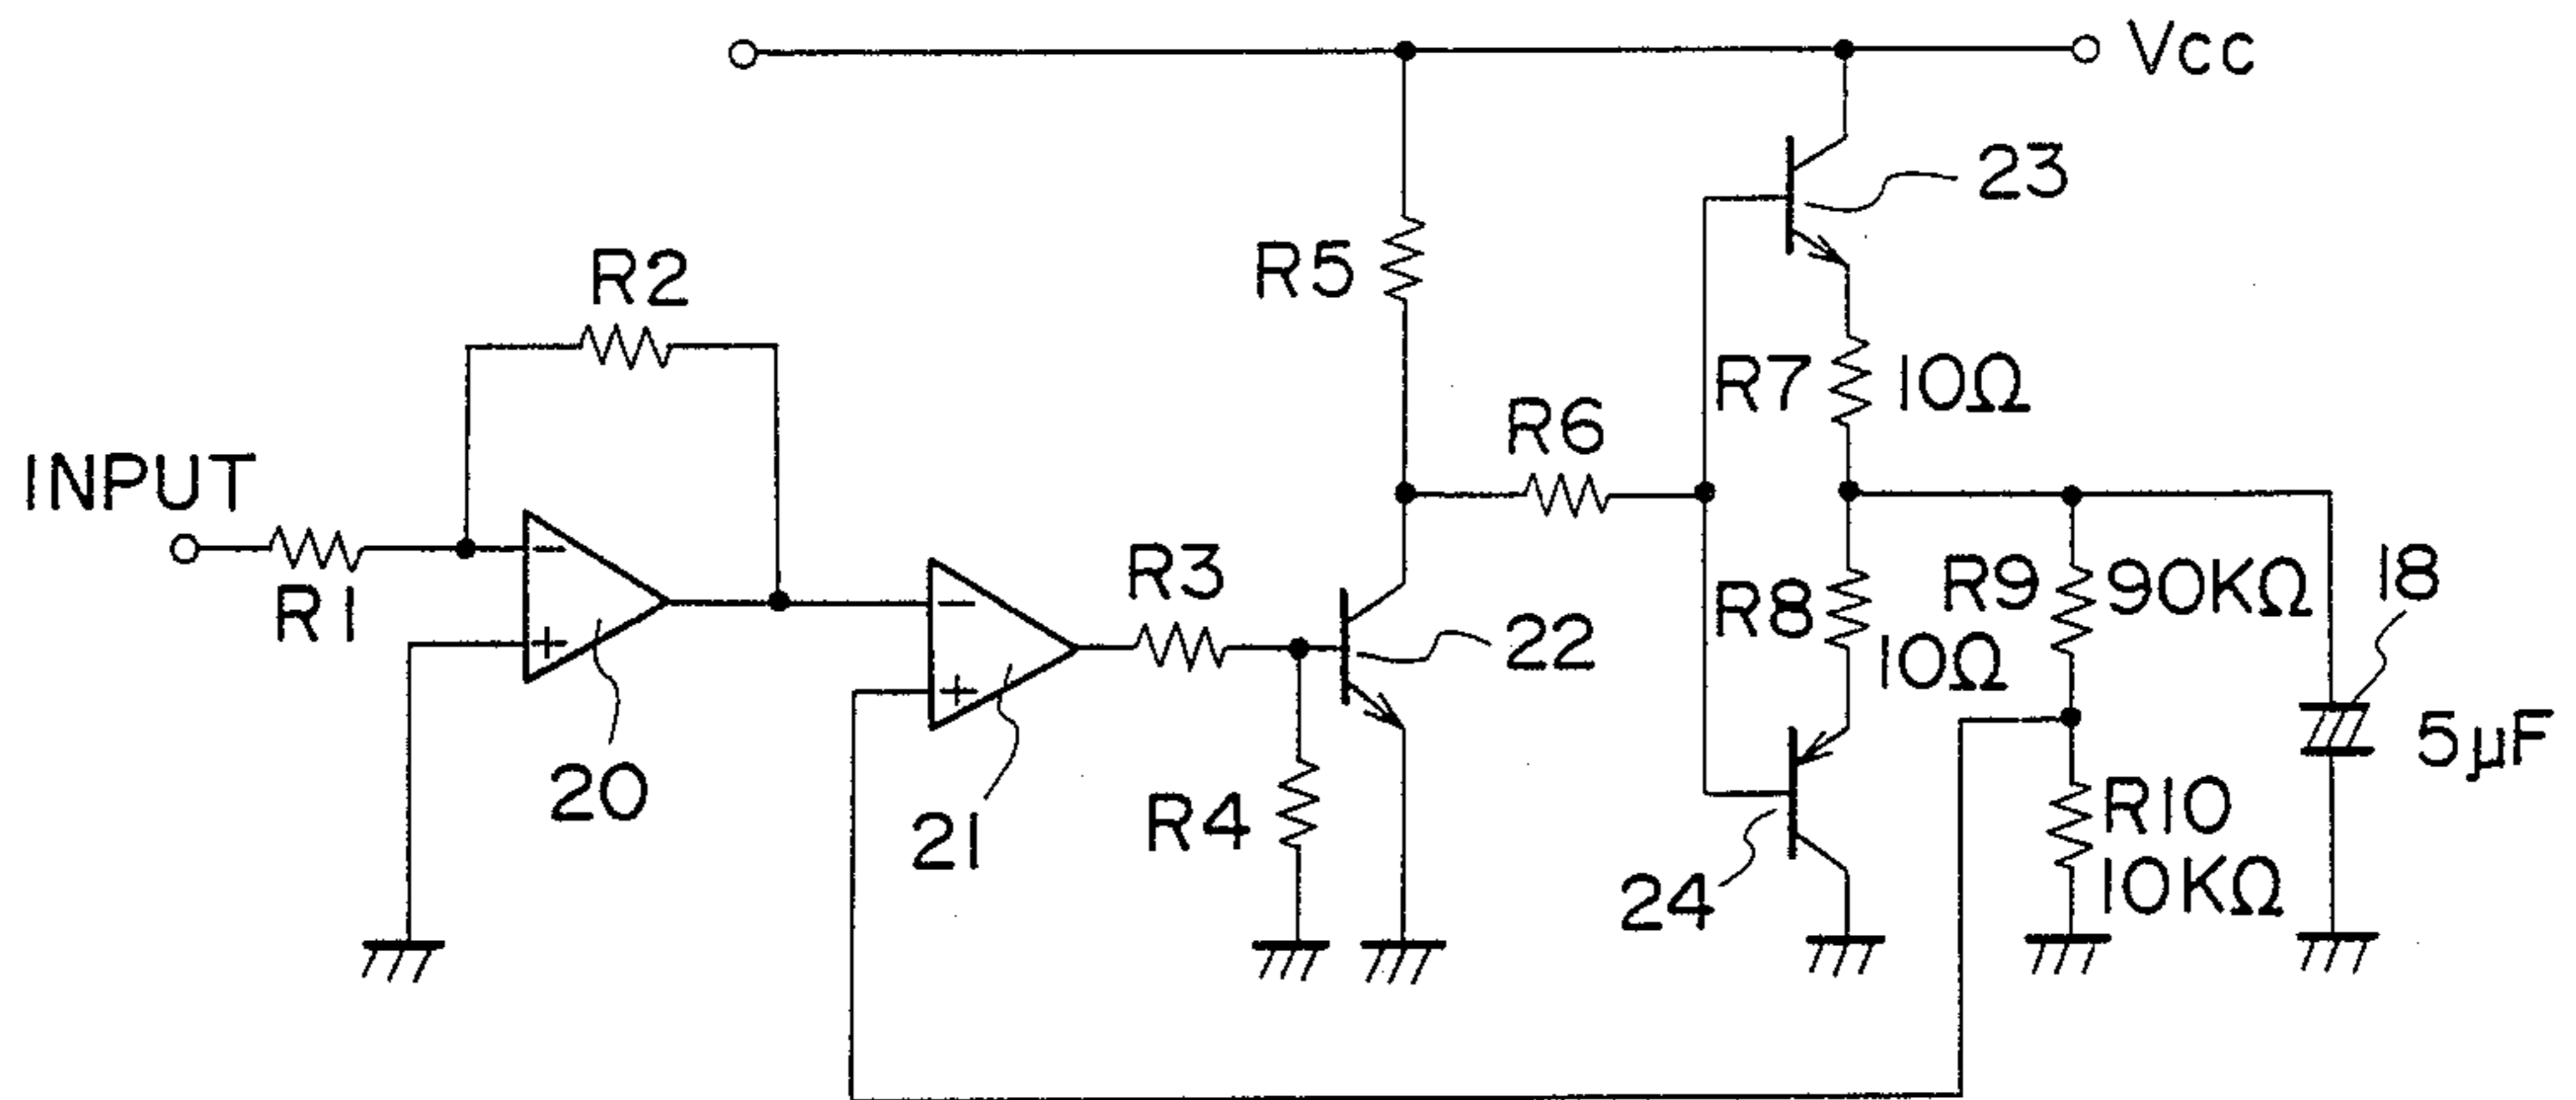 Vcc
23
R2
R5
R7 10Ω
R6
INPUT
R1
R3
R8
10Ω
R9 90KΩ
18
22
5μF
20
21
R4
R10
10KΩ
24